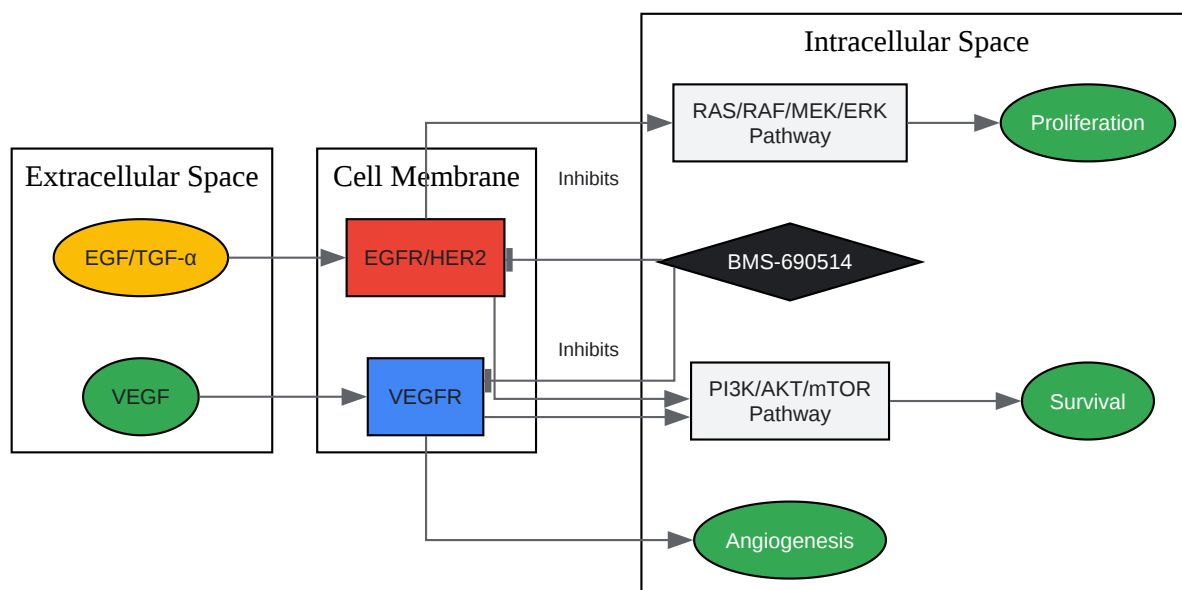 Intracellular Space
RAS/RAF/MEK/ERK
Pathway
Proliferation
Extracellular Space
Cell Membrane
Inhibits
EGF/TGF-α
EGFR/HER2
BMS-690514
Inhibits
VEGF
VEGFR
PI3K/AKT/mTOR
Pathway
Survival
Angiogenesis